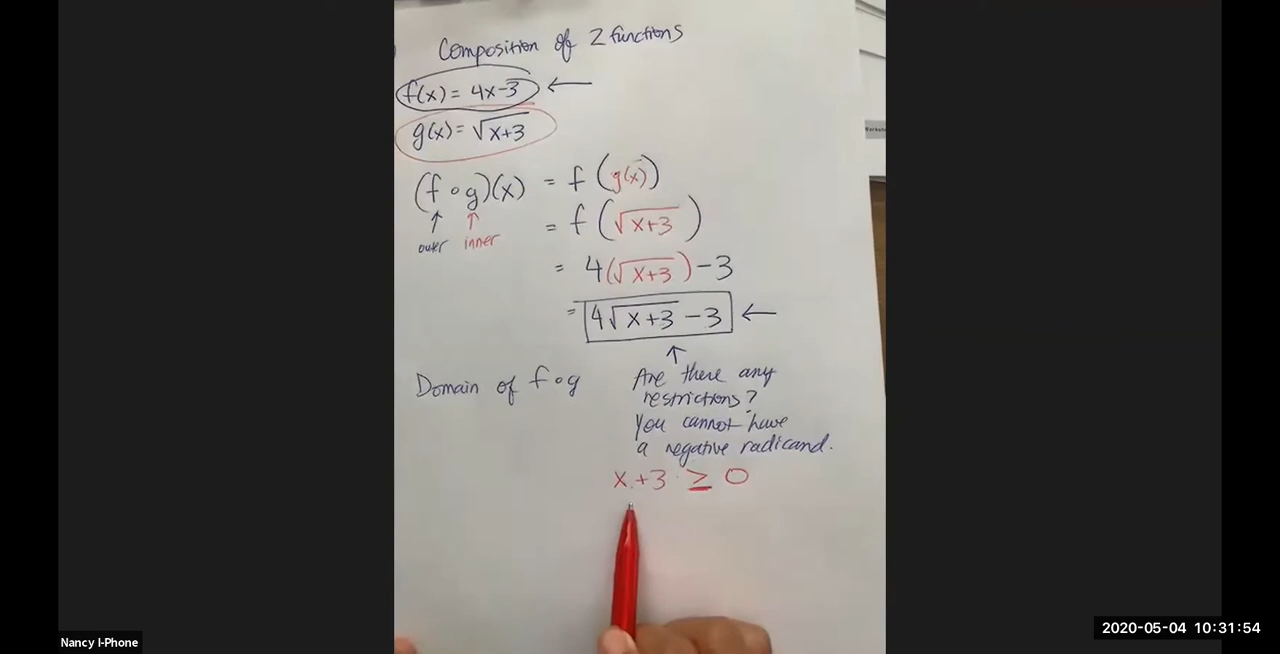 Composition of 2 functions
f(x) = 4x-3 ←
g(x) = √x+3
(f∘g)(x) = f(g(x))
↑ ↑
outer inner
= f(√x+3)
= 4(√x+3)-3
= 4√x+3 -3 ←
↑
Domain of f∘g
Are there any
restrictions?
You cannot have
a negative radicand.
x+3 ≥ 0
Nancy I-Phone
2020-05-04 10:31:54